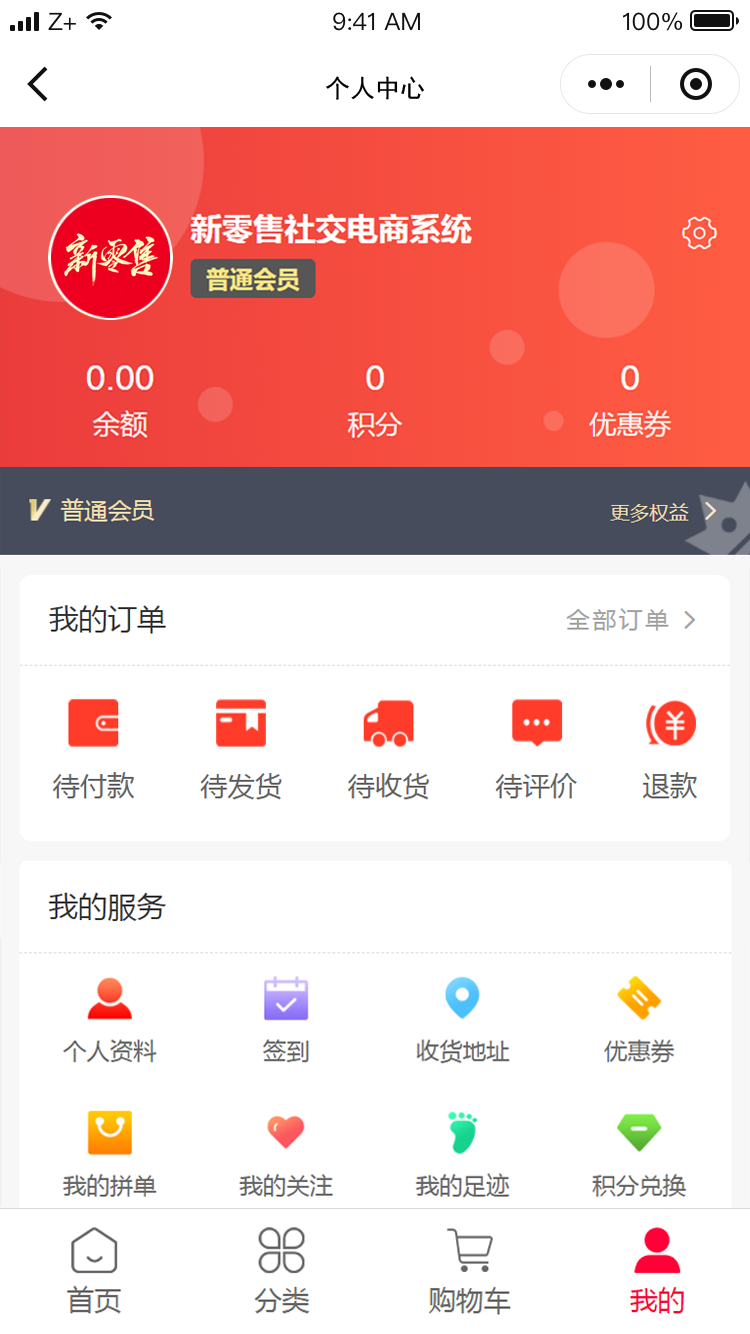 Z+ 9:41 AM 100%
个人中心
新零售
新零售社交电商系统
普通会员
0.00 0 0
余额 积分 优惠券
V 普通会员 更多权益
我的订单 全部订单
待付款 待发货 待收货 待评价 退款
我的服务
个人资料 签到 收货地址 优惠券
我的拼单 我的关注 我的足迹 积分兑换
首页 分类 购物车 我的